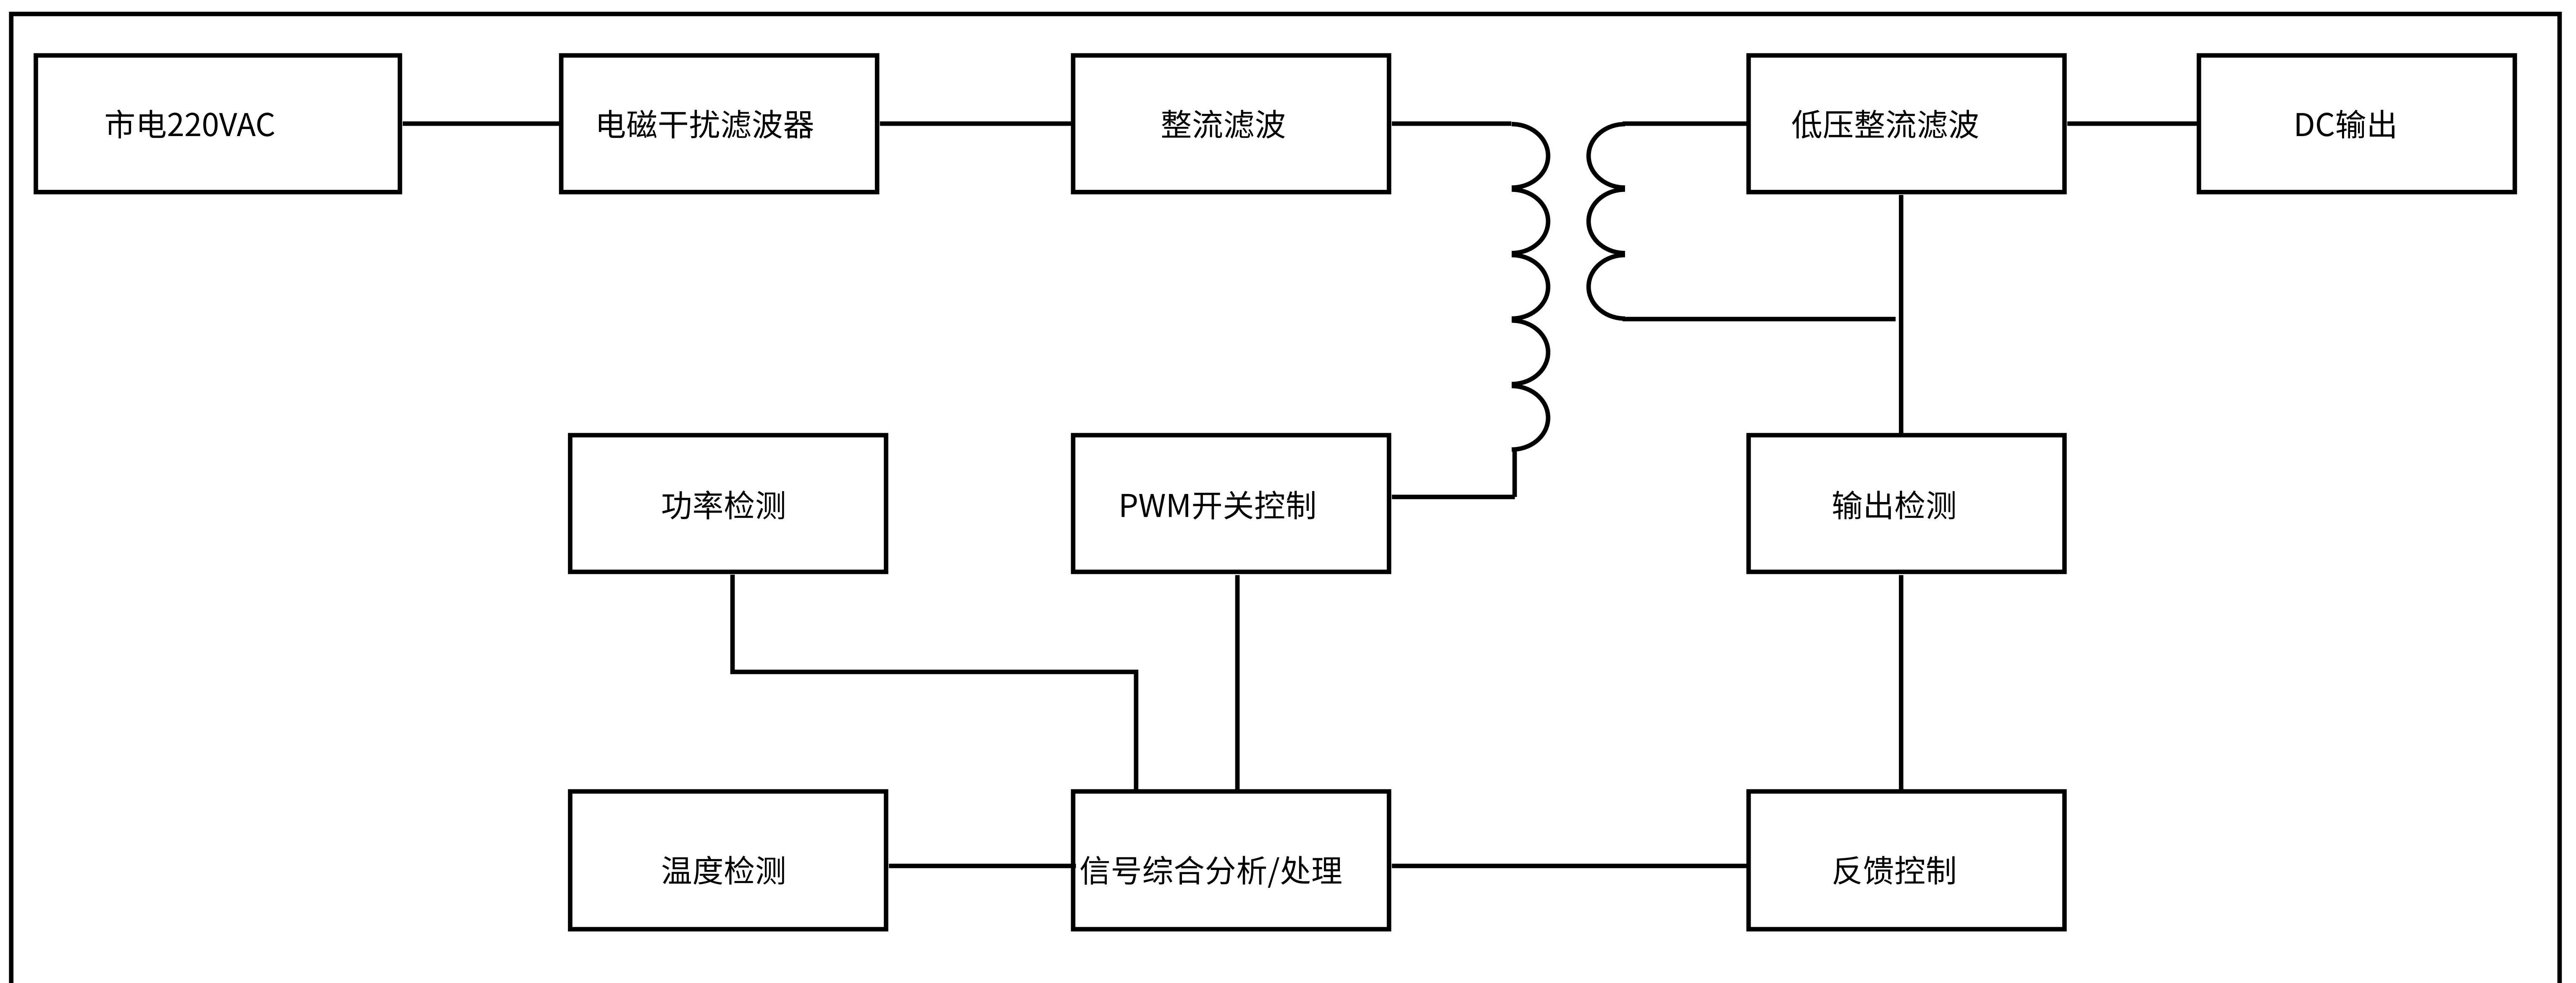 市电220VAC
电磁干扰滤波器
整流滤波
低压整流滤波
DC输出
功率检测
PWM开关控制
输出检测
温度检测
信号综合分析/处理
反馈控制